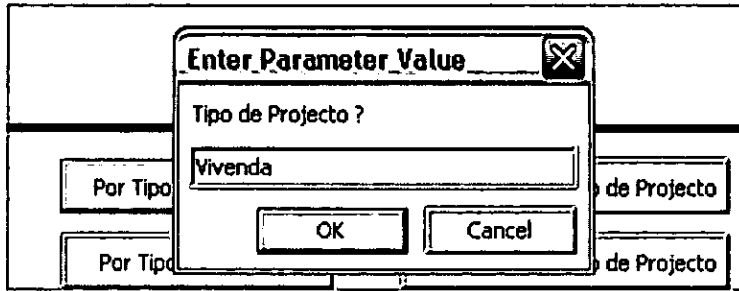 Enter Parameter Value
Tipo de Projecto ?
Vivenda
Por Tipo de Projecto
OK Cancel
Por Tipo de Projecto